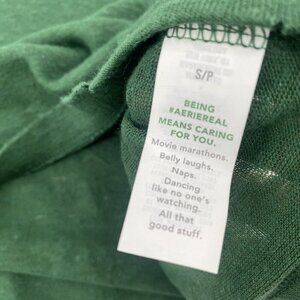 S/P
BEING
#AERIEREAL
MEANS CARING
FOR YOU.
Movie marathons.
Belly laughs.
Naps.
Dancing
like no one's
watching.
All that
good stuff.